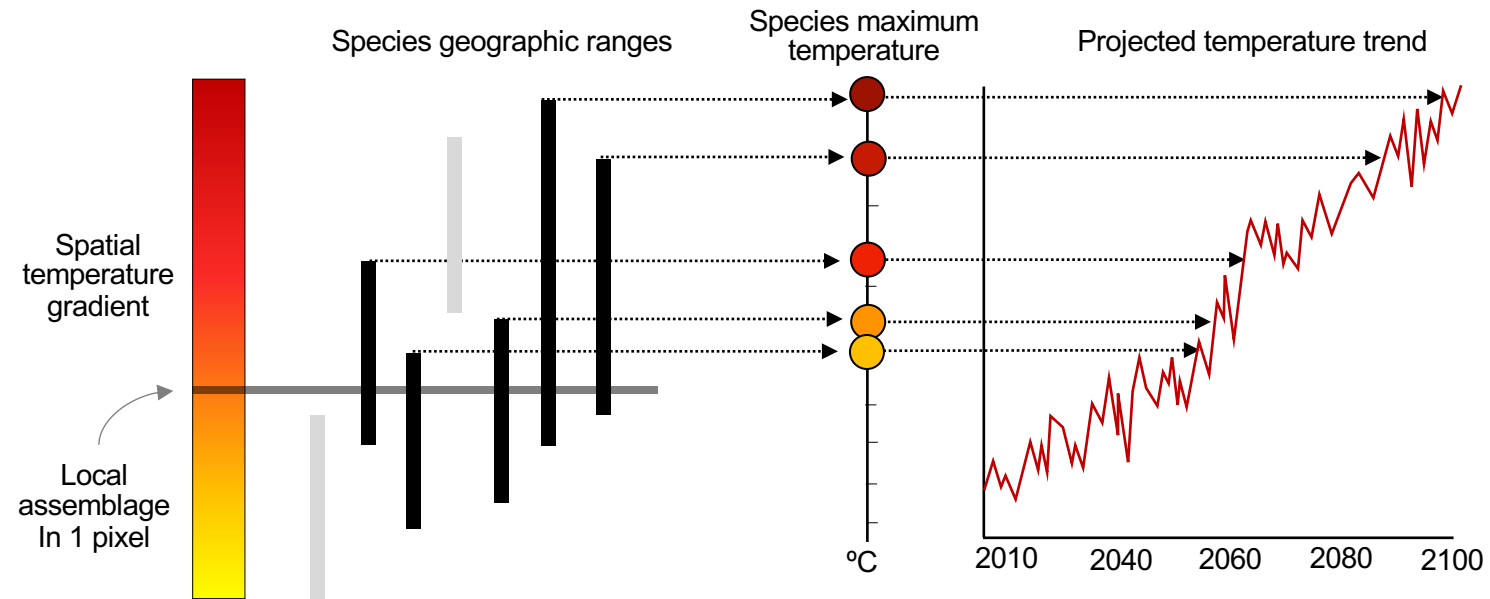 Species geographic ranges
Species maximum
temperature
Projected temperature trend
Spatial
temperature
gradient
Local
assemblage
In 1 pixel
ºC
2010
2040
2060
2080
2100